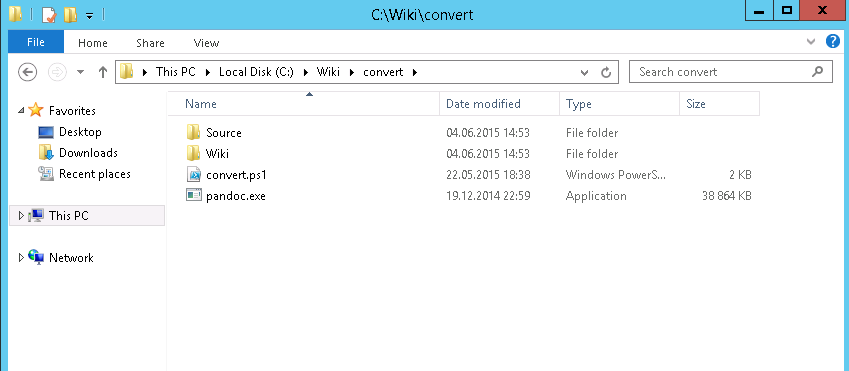 C:\Wiki\convert
File Home Share View
This PC Local Disk (C:) Wiki convert Search convert
Favorites
Desktop
Downloads
Recent places
This PC
Network
Name Date modified Type Size
Source 04.06.2015 14:53 File folder
Wiki 04.06.2015 14:53 File folder
convert.ps1 22.05.2015 18:38 Windows PowerS... 2 KB
pandoc.exe 19.12.2014 22:59 Application 38 864 KB